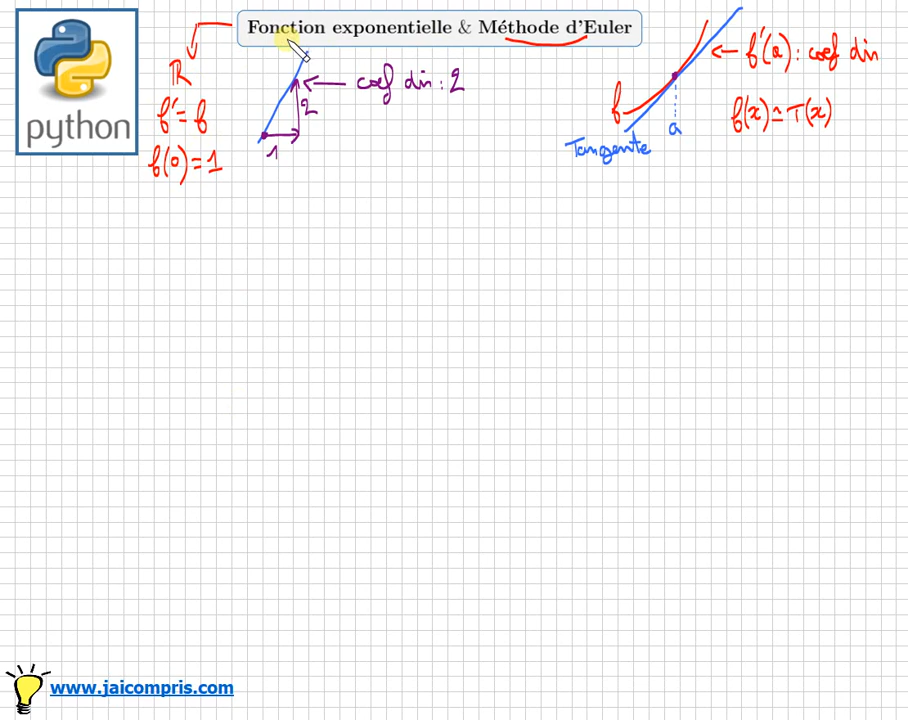 Fonction exponentielle & Méthode d'Euler
python
ℝ
f' = f
f(0) = 1
1
2
← coef dir : 2
f
Tangente
a
← f'(a) : coef dir
f(x) ≃ T(x)
www.jaicompris.com